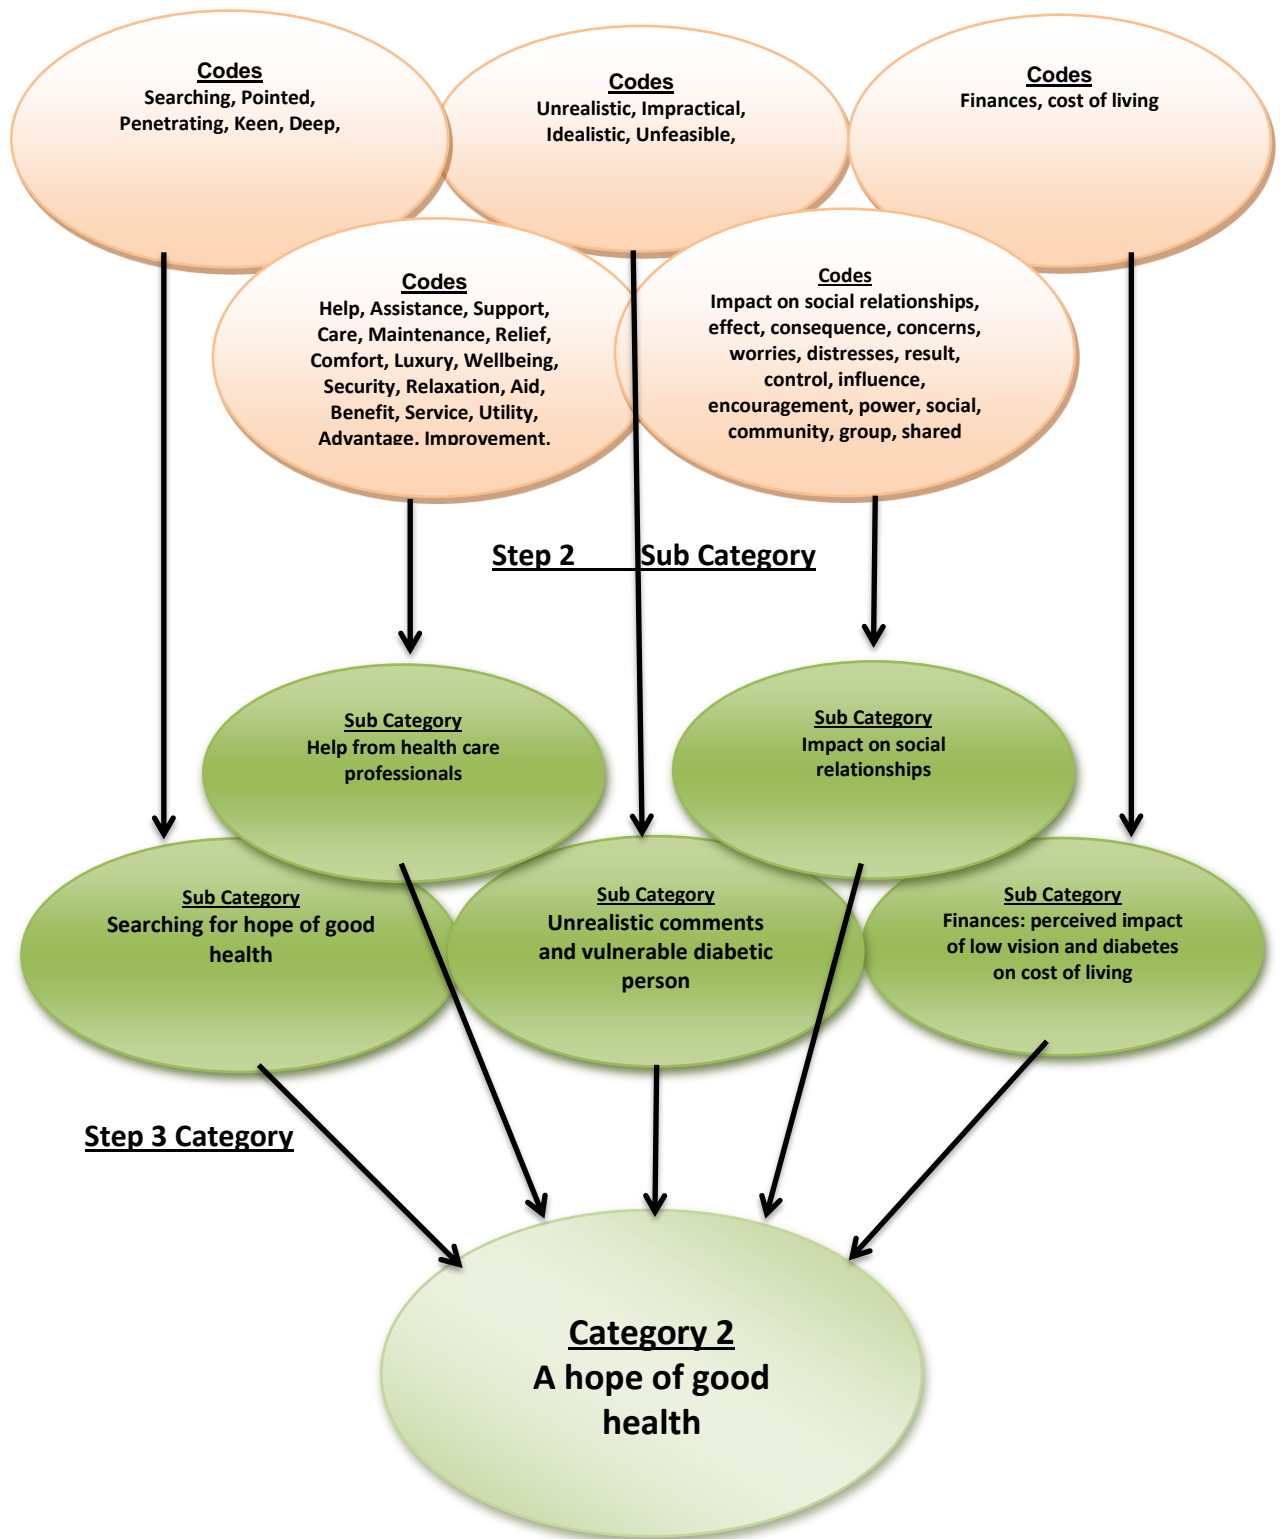 Codes
Searching, Pointed,
Penetrating, Keen, Deep,
Codes
Unrealistic, Impractical,
Idealistic, Unfeasible,
Codes
Finances, cost of living
Codes
Help, Assistance, Support,
Care, Maintenance, Relief,
Comfort, Luxury, Wellbeing,
Security, Relaxation, Aid,
Benefit, Service, Utility,
Advantage, Improvement,
Codes
Impact on social relationships,
effect, consequence, concerns,
worries, distresses, result,
control, influence,
encouragement, power, social,
community, group, shared
Step 2 Sub Category
Sub Category
Help from health care
professionals
Sub Category
Impact on social
relationships
Sub Category
Searching for hope of good
health
Sub Category
Unrealistic comments
and vulnerable diabetic
person
Sub Category
Finances: perceived impact
of low vision and diabetes
on cost of living
Step 3 Category
Category 2
A hope of good
health